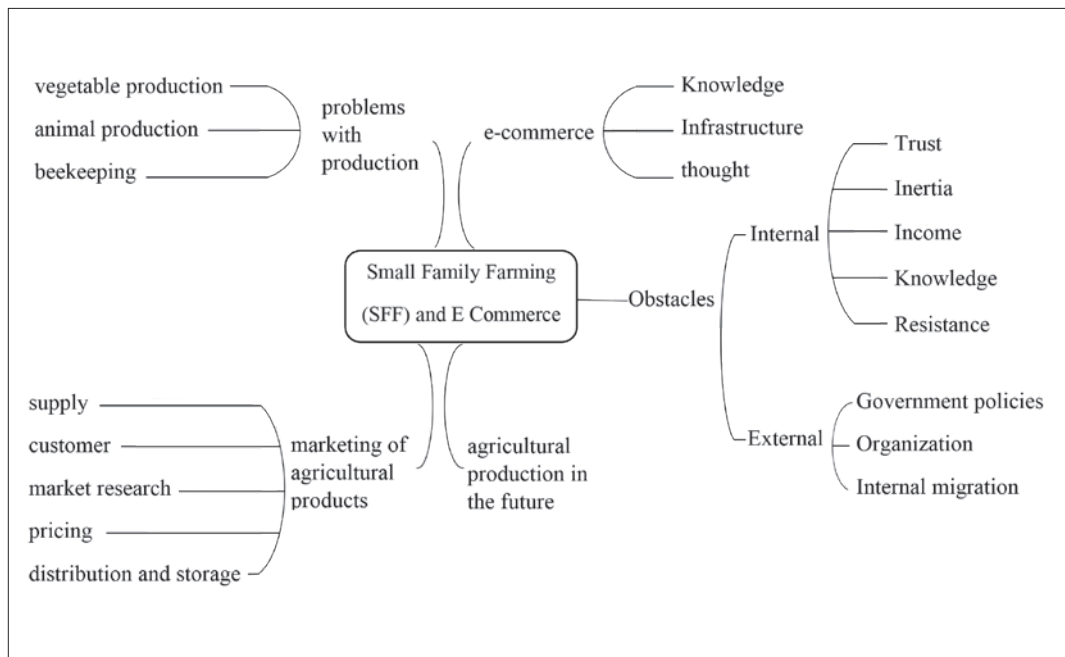 vegetable production
animal production
beekeeping
problems
with
production
e-commerce
Knowledge
Infrastructure
thought
Small Family Farming
(SFF) and E Commerce
Obstacles
Internal
Trust
Inertia
Income
Knowledge
Resistance
External
Government policies
Organization
Internal migration
supply
customer
market research
pricing
distribution and storage
marketing of
agricultural
products
agricultural
production in
the future